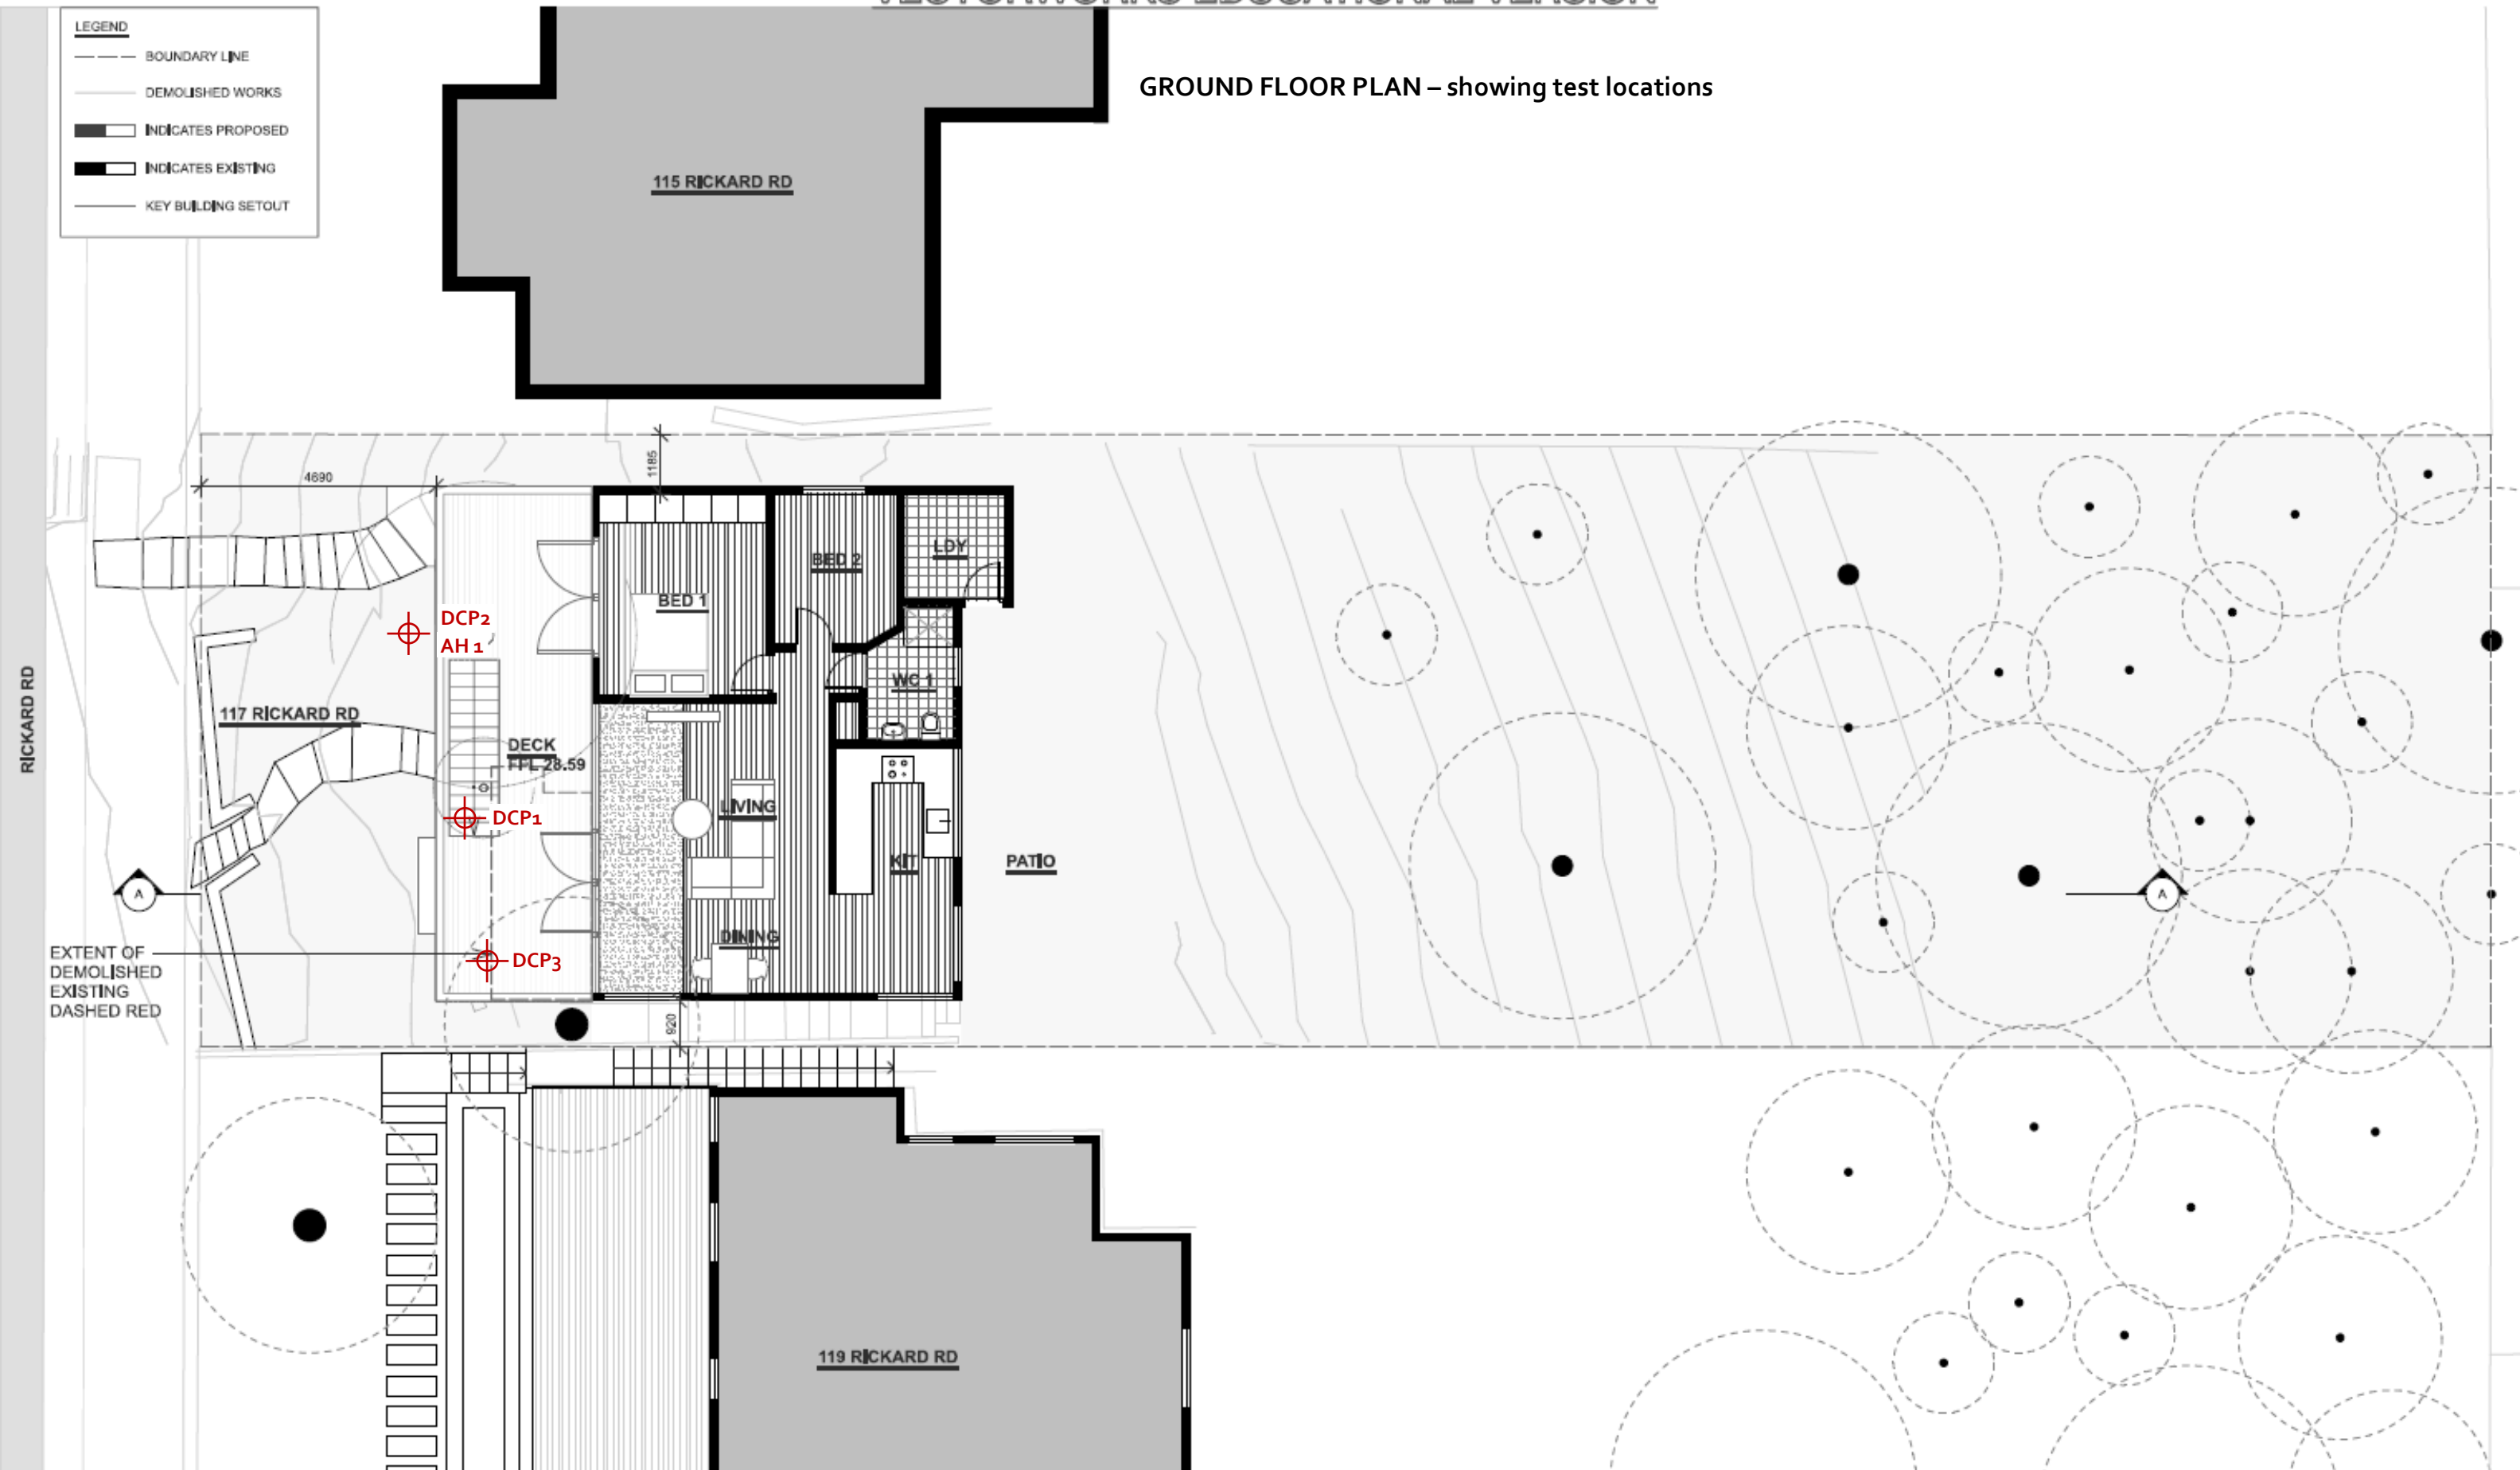 VECTORWORKS EDUCATIONAL VERSION
LEGEND
BOUNDARY LINE
DEMOLISHED WORKS
INDICATES PROPOSED
INDICATES EXISTING
KEY BUILDING SETOUT
GROUND FLOOR PLAN – showing test locations
115 RICKARD RD
1185
4690
BED 1
BED 2
LDY
DCP2
AH 1
WC 1
RICKARD RD
117 RICKARD RD
DECK
FFL 28.59
LIVING
DCP1
KIT
PATIO
A
A
DINING
EXTENT OF
DEMOLISHED
EXISTING
DASHED RED
DCP3
920
119 RICKARD RD